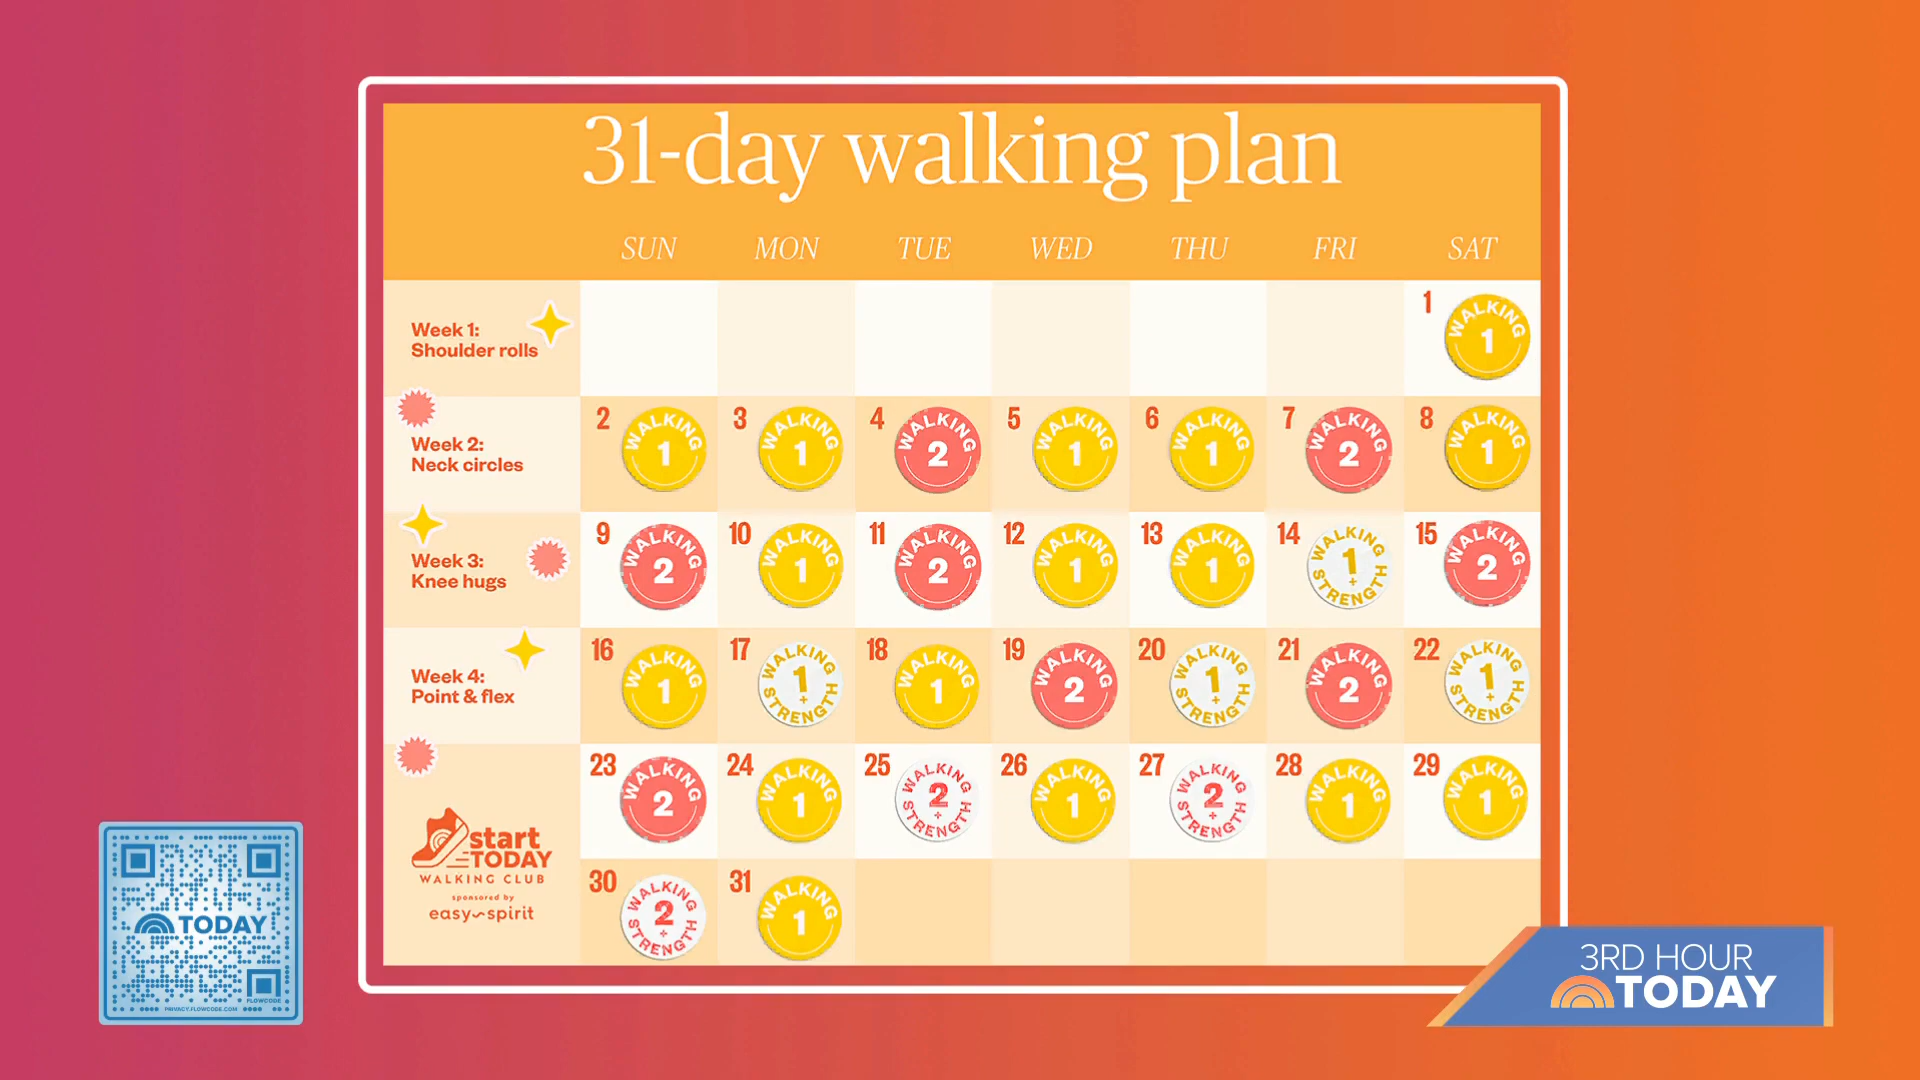 31-day walking plan
SUN MON TUE WED THU FRI SAT
Week 1:
Shoulder rolls
1 WALKING 1
Week 2:
Neck circles
2 WALKING 1 3 WALKING 1 4 WALKING 2 5 WALKING 1 6 WALKING 1 7 WALKING 2 8 WALKING 1
Week 3:
Knee hugs
9 WALKING 2 10 WALKING 1 11 WALKING 2 12 WALKING 1 13 WALKING 1 14 WALKING 1 + STRENGTH 15 WALKING 2
Week 4:
Point & flex
16 WALKING 1 17 WALKING 1 + STRENGTH 18 WALKING 1 19 WALKING 2 20 WALKING 1 + STRENGTH 21 WALKING 2 22 WALKING 1 + STRENGTH
23 WALKING 2 24 WALKING 1 25 WALKING 2 + STRENGTH 26 WALKING 1 27 WALKING 2 + STRENGTH 28 WALKING 1 29 WALKING 1
30 WALKING 2 + STRENGTH 31 WALKING 1
start
TODAY
WALKING CLUB
sponsored by
easy~spirit
TODAY
FLOWCODE
PRIVACY.FLOWCODE.COM
3RD HOUR
TODAY